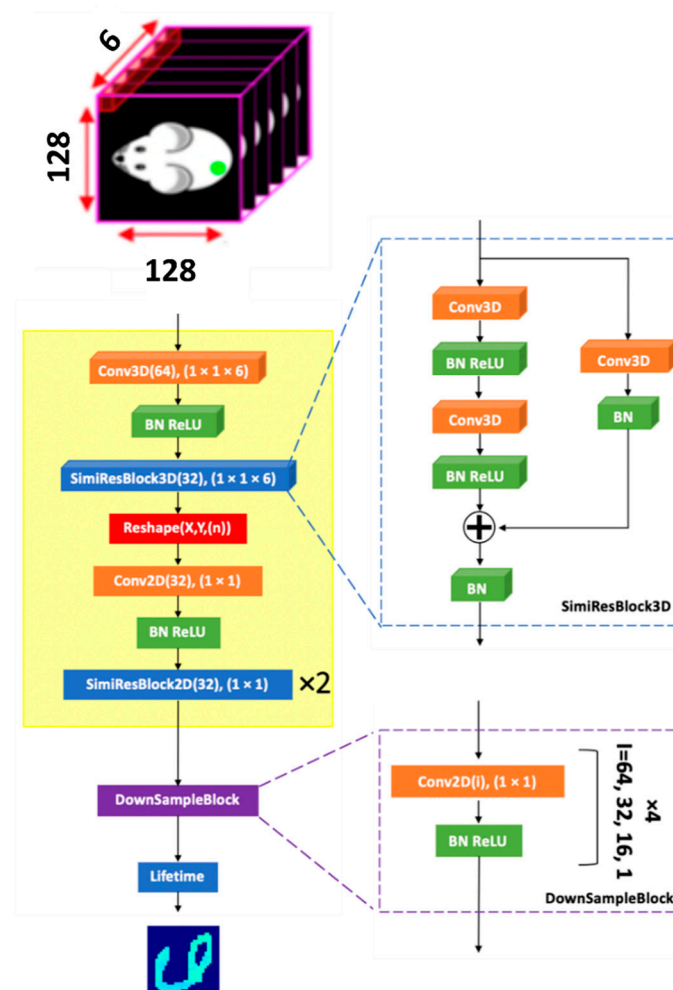 6
128
128
Conv3D(64), (1 × 1 × 6)
BN ReLU
SimiResBlock3D(32), (1 × 1 × 6)
Reshape(X,Y,(n))
Conv2D(32), (1 × 1)
BN ReLU
SimiResBlock2D(32), (1 × 1)
×2
DownSampleBlock
Lifetime
Conv3D
BN ReLU
Conv3D
BN ReLU
Conv3D
BN
+
BN
SimiResBlock3D
Conv2D(i), (1 × 1)
BN ReLU
×4
I=64, 32, 16, 1
DownSampleBlock